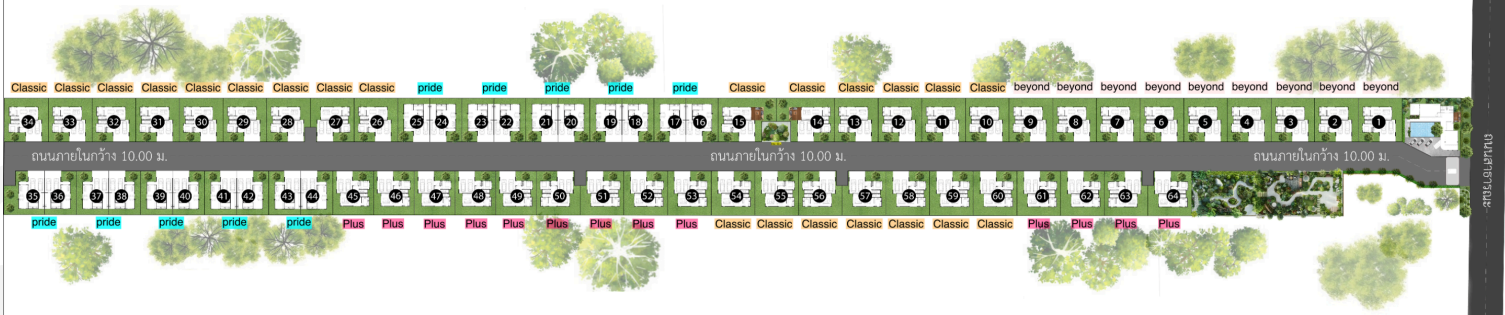 Classic Classic Classic Classic Classic Classic Classic Classic Classic pride pride pride pride pride Classic Classic Classic Classic Classic Classic beyond beyond beyond beyond beyond beyond beyond beyond beyond
34 33 32 31 30 29 28 27 26 25 24 23 22 21 20 19 18 17 16 15 14 13 12 11 10 9 8 7 6 5 4 3 2 1
ถนนภายในกว้าง 10.00 ม. ถนนภายในกว้าง 10.00 ม. ถนนภายในกว้าง 10.00 ม.
ถนนสาธารณะ
35 36 37 38 39 40 41 42 43 44 45 46 47 48 49 50 51 52 53 54 55 56 57 58 59 60 61 62 63 64
pride pride pride pride pride Plus Plus Plus Plus Plus Plus Plus Plus Plus Classic Classic Classic Classic Classic Classic Classic Plus Plus Plus Plus